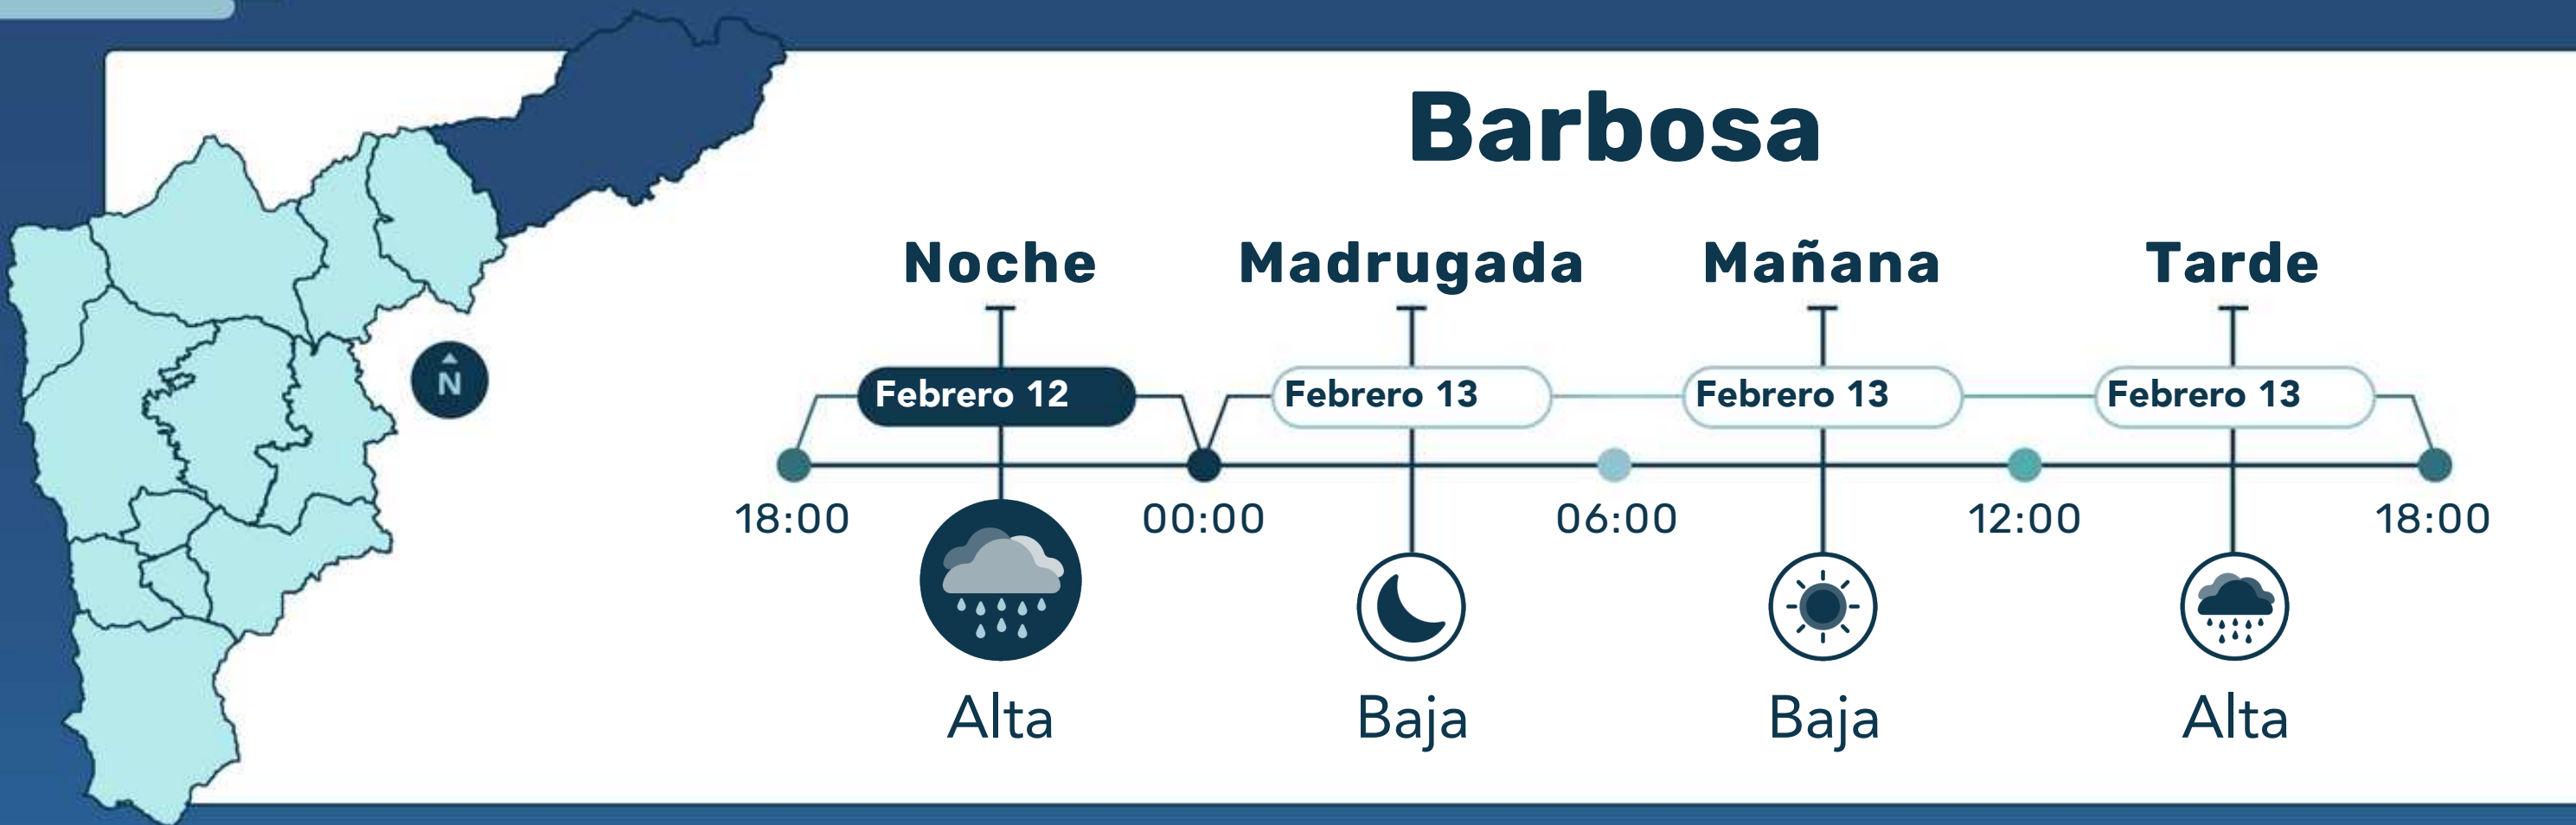 Barbosa
Noche Madrugada Mañana Tarde
N
Febrero 12 Febrero 13 Febrero 13 Febrero 13
18:00 00:00 06:00 12:00 18:00
Alta Baja Baja Alta